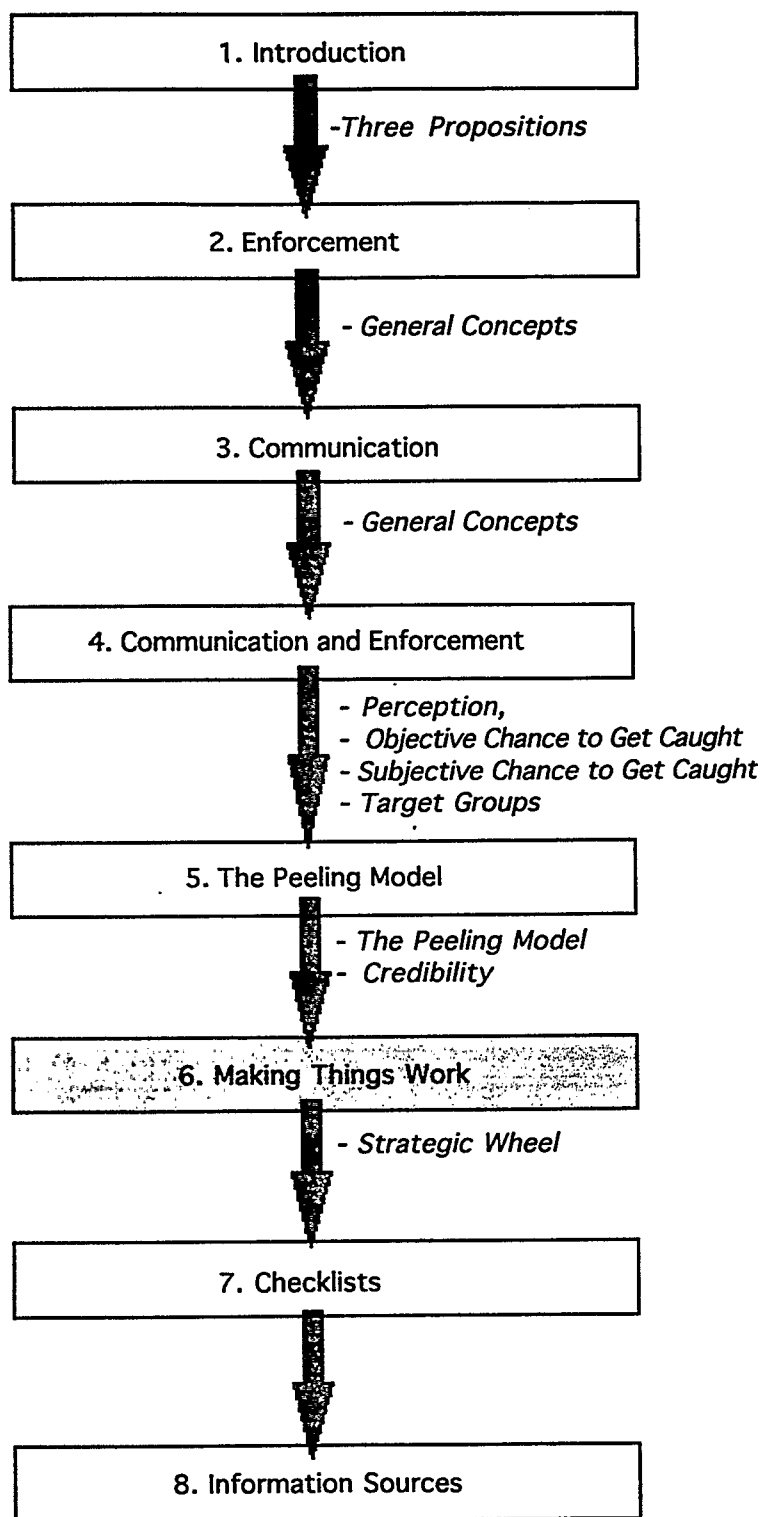 1. Introduction
-Three Propositions
2. Enforcement
- General Concepts
3. Communication
- General Concepts
4. Communication and Enforcement
- Perception,
- Objective Chance to Get Caught
- Subjective Chance to Get Caught
- Target Groups
5. The Peeling Model
- The Peeling Model
- Credibility
6. Making Things Work
- Strategic Wheel
7. Checklists
8. Information Sources